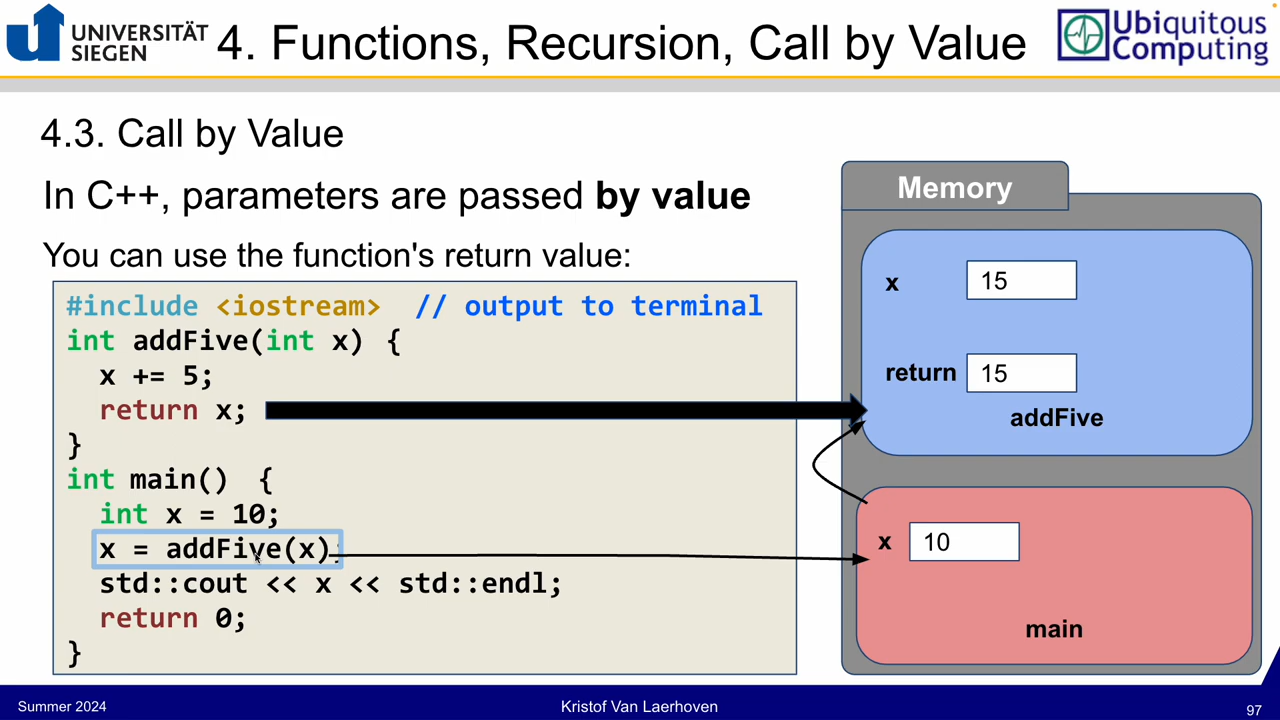 UNIVERSITÄT
SIEGEN
4. Functions, Recursion, Call by Value
Ubiquitous
Computing
4.3. Call by Value
In C++, parameters are passed by value
You can use the function's return value:
#include <iostream> // output to terminal
int addFive(int x) {
x += 5;
return x;
}
int main() {
int x = 10;
x = addFive(x);
std::cout << x << std::endl;
return 0;
}
Memory
x 15
return 15
addFive
x 10
main
Summer 2024
Kristof Van Laerhoven
97